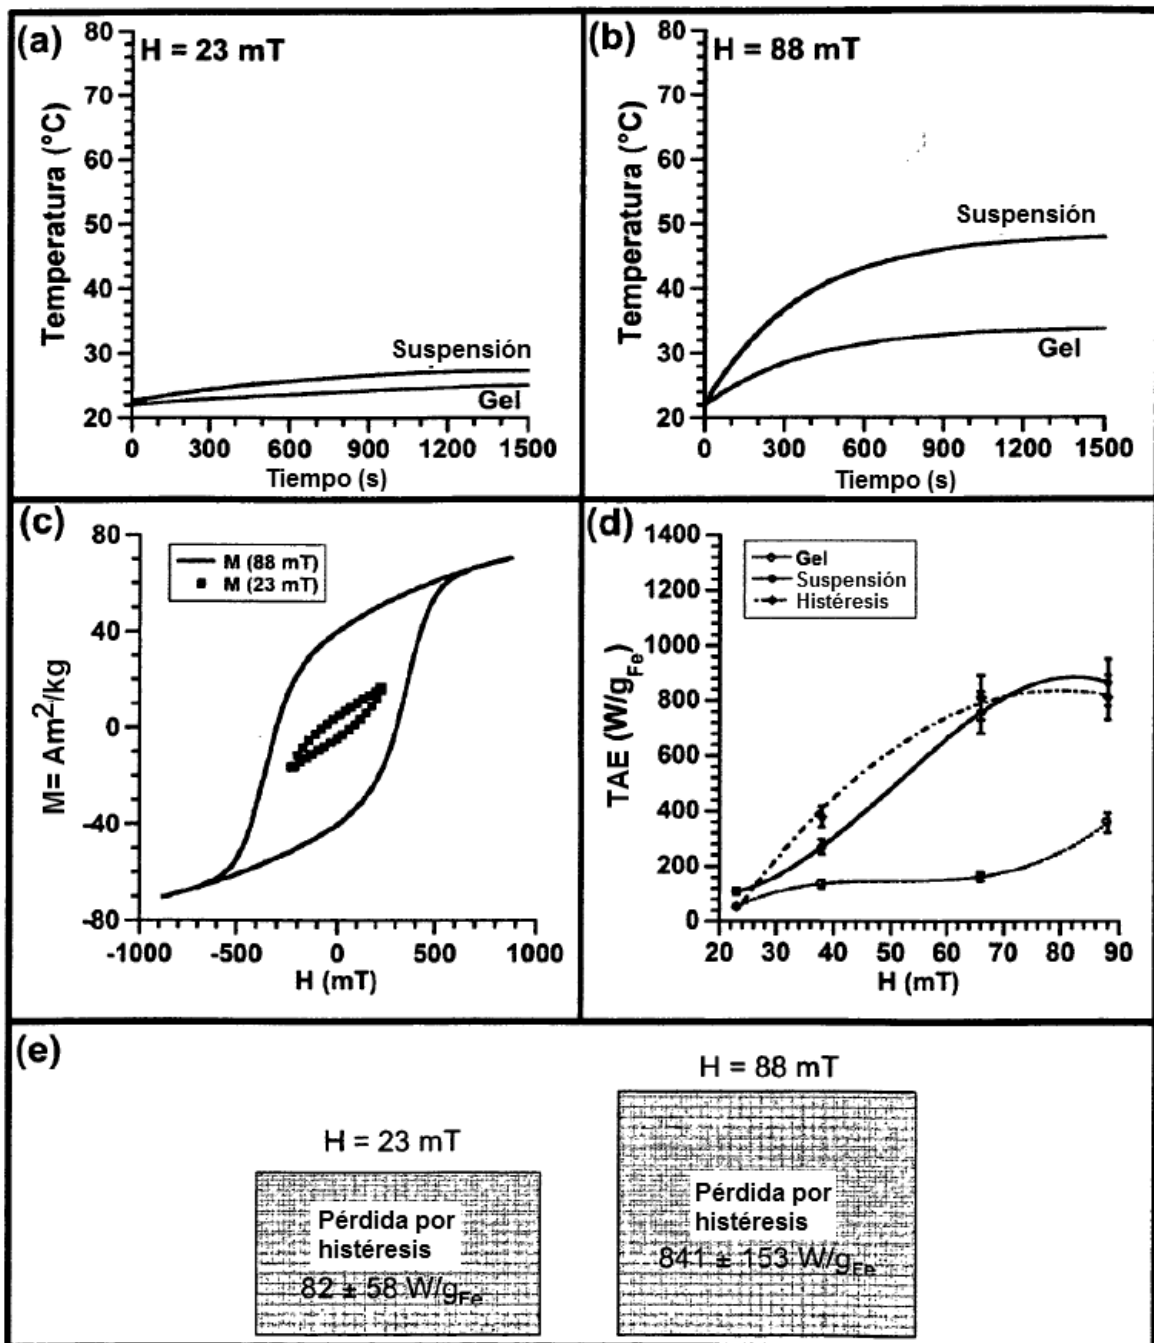 (a)
H = 23 mT
Temperatura (°C)
80
70
60
50
40
30
20
Suspensión
Gel
0 300 600 900 1200 1500
Tiempo (s)
(b)
H = 88 mT
Temperatura (°C)
80
70
60
50
40
30
20
Suspensión
Gel
0 300 600 900 1200 1500
Tiempo (s)
(c)
M= Am²/kg
80
40
0
-40
-80
M (88 mT)
M (23 mT)
-1000 -500 0 500 1000
H (mT)
(d)
TAE (W/gFe)
1400
1200
1000
800
600
400
200
0
Gel
Suspensión
Histéresis
20 30 40 50 60 70 80 90
H (mT)
(e)
H = 23 mT
Pérdida por
histéresis
82 ± 58 W/gFe
H = 88 mT
Pérdida por
histéresis
841 ± 153 W/gFe